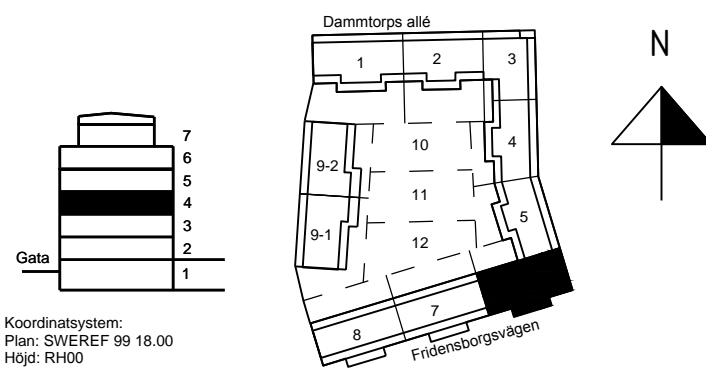 Dammtorps allé
N
1
2
3
7
6
5
4
3
2
1
Gata
4
5
9-2
9-1
10
11
12
7
8
Fridensborgsvägen
Koordinatsystem:
Plan: SWEREF 99 18.00
Höjd: RH00